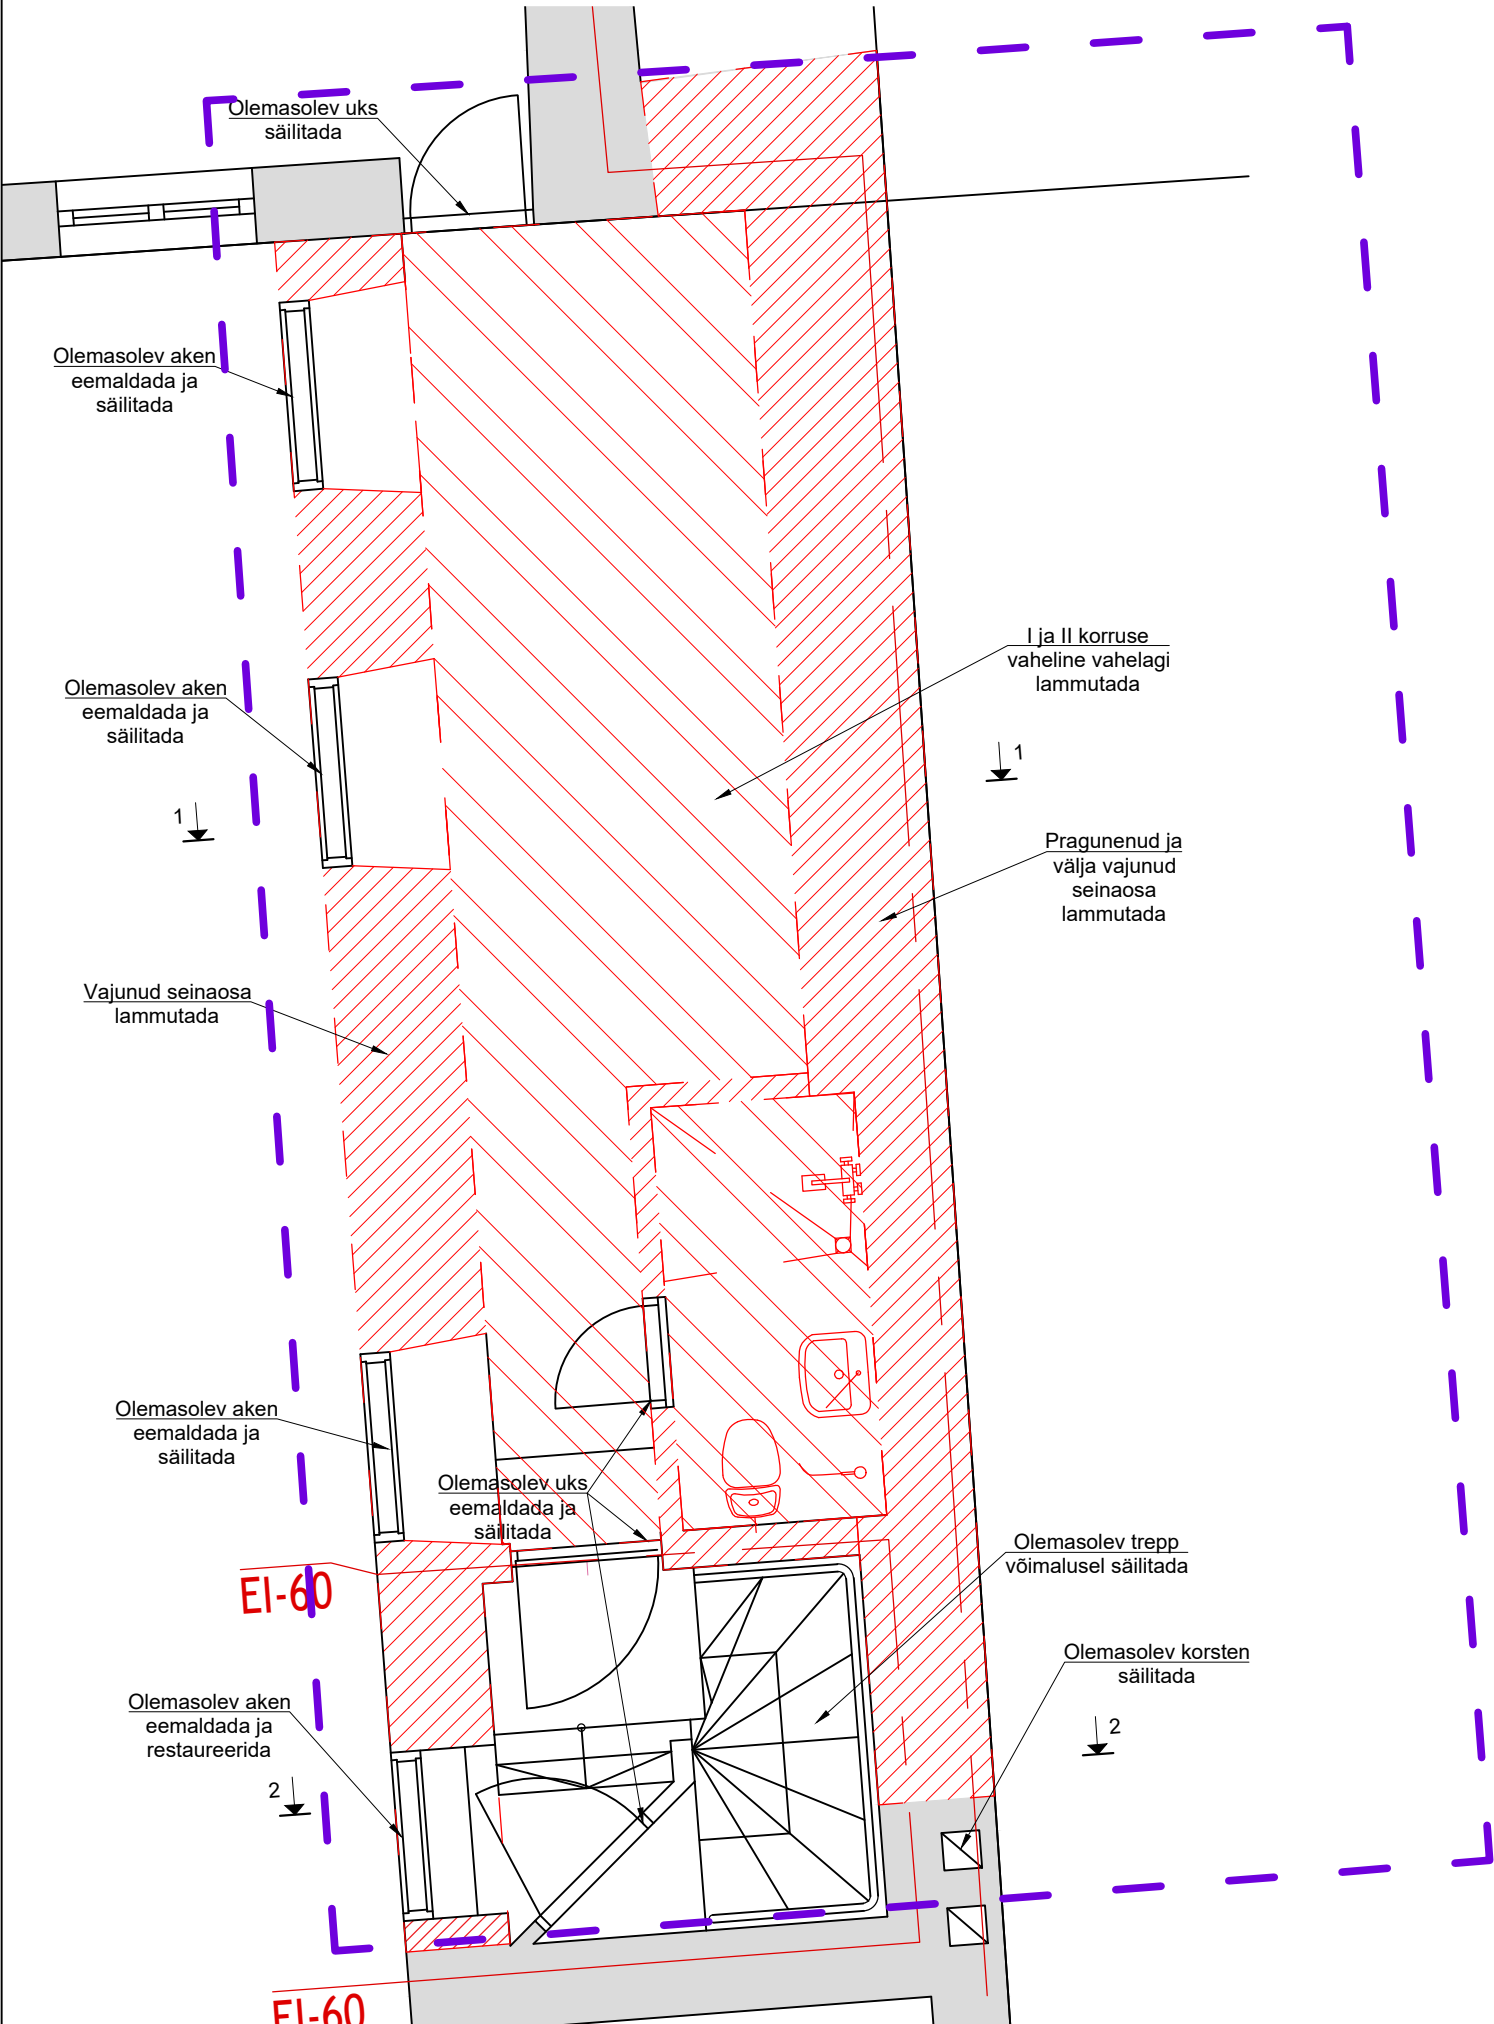 Olemasolev uks
säilitada
Olemasolev aken
eemaldada ja
säilitada
I ja II korruse
vaheline vahelagi
lammutada
Olemasolev aken
eemaldada ja
säilitada
1
1
Pragunenud ja
välja vajunud
seinaosa
lammutada
Vajunud seinaosa
lammutada
Olemasolev aken
eemaldada ja
säilitada
Olemasolev uks
eemaldada ja
säilitada
Olemasolev trepp
võimalusel säilitada
EI-60
Olemasolev korsten
säilitada
Olemasolev aken
eemaldada ja
restaureerida
2
2
EI-60